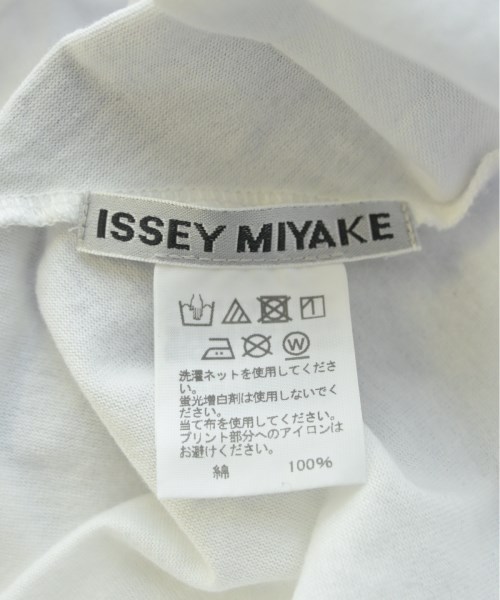 ISSEY MIYAKE
W
洗濯ネットを使用してくださ
い。
蛍光増白剤は使用しないでく
ださい。
当て布を使用してください。
プリント部分へのアイロンは
お避けください。
綿 100%